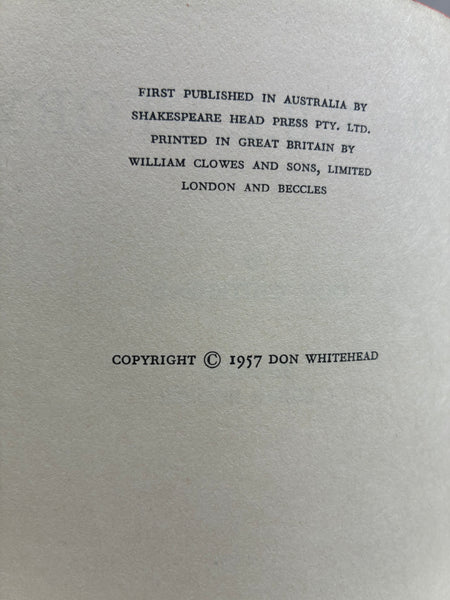 FIRST PUBLISHED IN AUSTRALIA BY
SHAKESPEARE HEAD PRESS PTY. LTD.
PRINTED IN GREAT BRITAIN BY
WILLIAM CLOWES AND SONS, LIMITED
LONDON AND BECCLES
COPYRIGHT © 1957 DON WHITEHEAD